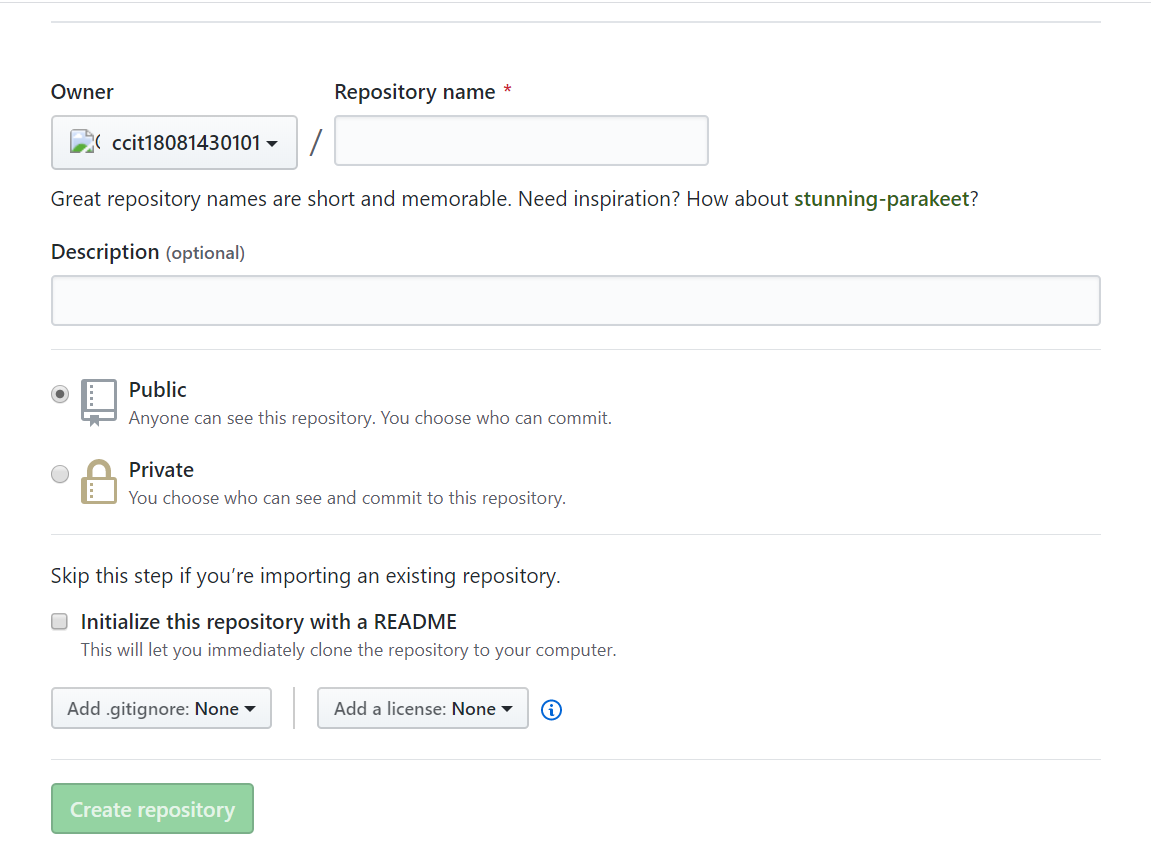 Owner
Repository name *
ccit18081430101
/
Great repository names are short and memorable. Need inspiration? How about stunning-parakeet?
Description (optional)
Public
Anyone can see this repository. You choose who can commit.
Private
You choose who can see and commit to this repository.
Skip this step if you’re importing an existing repository.
Initialize this repository with a README
This will let you immediately clone the repository to your computer.
Add .gitignore: None
Add a license: None
Create repository